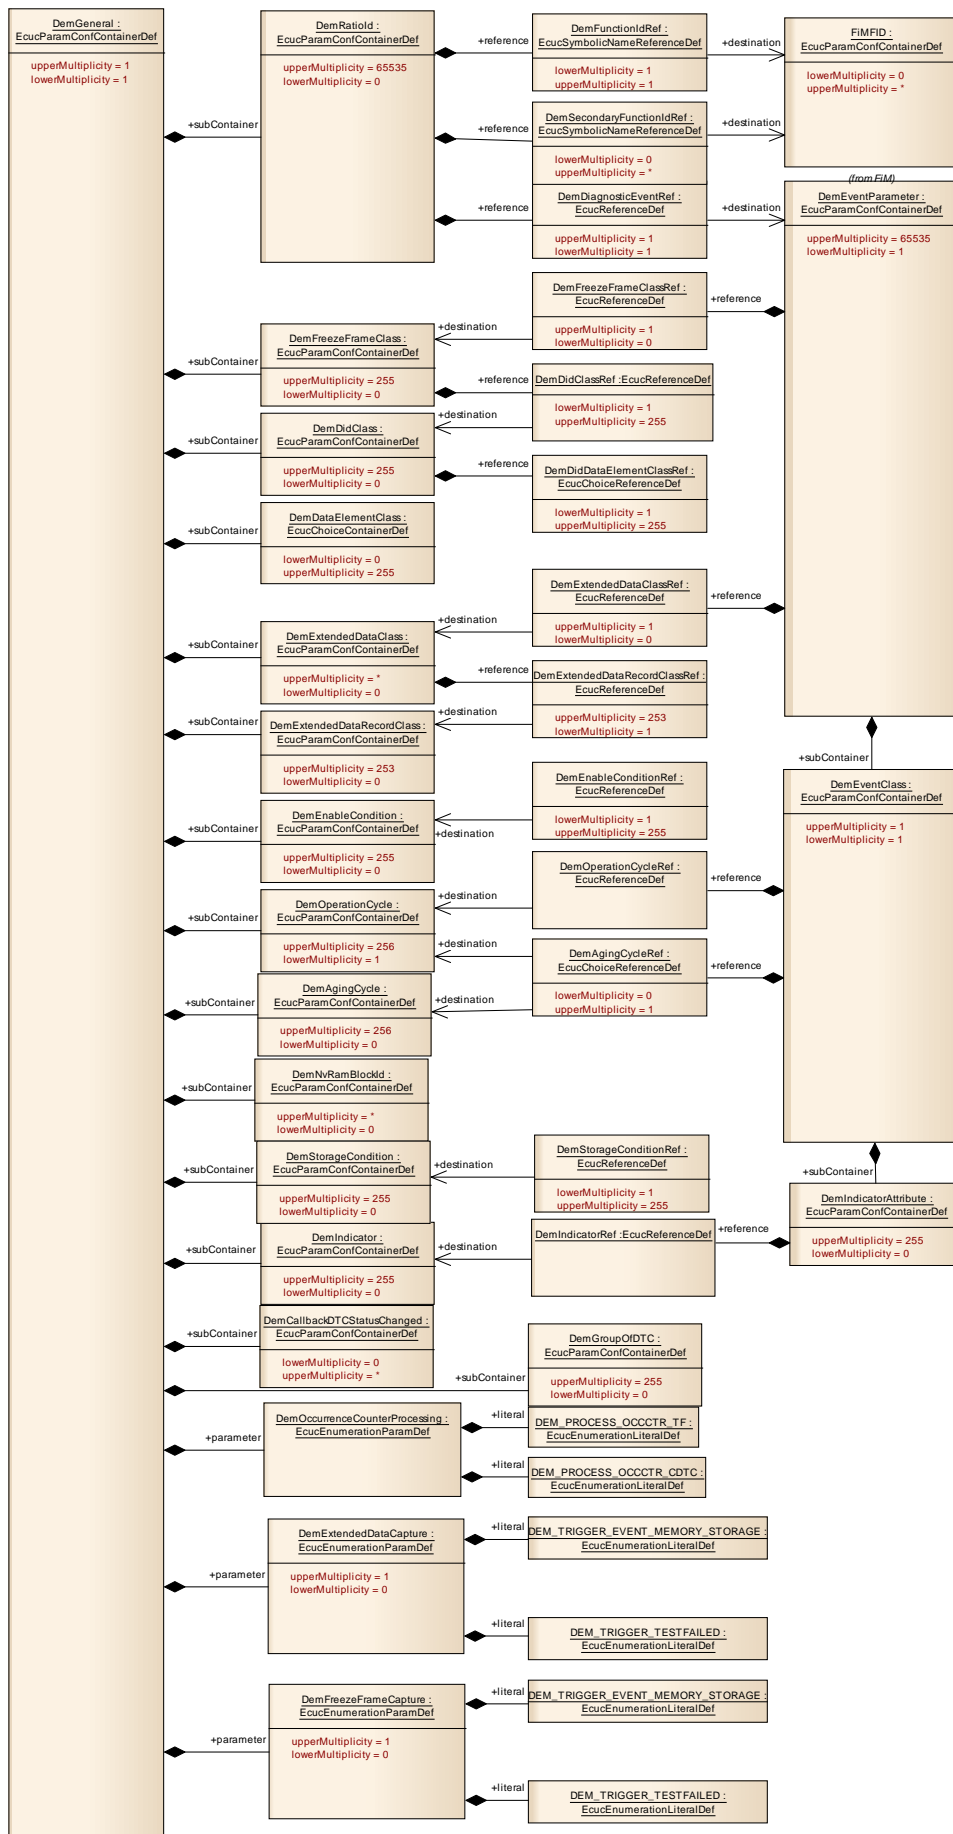 DemGeneral :
EcucParamConfContainerDef
upperMultiplicity = 1
lowerMultiplicity = 1
+subContainer
DemRatioId :
EcucParamConfContainerDef
upperMultiplicity = 65535
lowerMultiplicity = 0
+reference
DemFunctionIdRef :
EcucSymbolicNameReferenceDef
lowerMultiplicity = 1
upperMultiplicity = 1
+destination
FiMFID :
EcucParamConfContainerDef
lowerMultiplicity = 0
upperMultiplicity = *
(from FiM)
+reference
DemSecondaryFunctionIdRef :
EcucSymbolicNameReferenceDef
lowerMultiplicity = 0
upperMultiplicity = *
+destination
+reference
DemDiagnosticEventRef :
EcucReferenceDef
upperMultiplicity = 1
lowerMultiplicity = 1
+destination
DemEventParameter :
EcucParamConfContainerDef
upperMultiplicity = 65535
lowerMultiplicity = 1
DemFreezeFrameClassRef :
EcucReferenceDef
upperMultiplicity = 1
lowerMultiplicity = 0
+reference
+destination
+subContainer
DemFreezeFrameClass :
EcucParamConfContainerDef
upperMultiplicity = 255
lowerMultiplicity = 0
+reference
DemDidClassRef :EcucReferenceDef
lowerMultiplicity = 1
upperMultiplicity = 255
+destination
+subContainer
DemDidClass :
EcucParamConfContainerDef
upperMultiplicity = 255
lowerMultiplicity = 0
+reference
DemDidDataElementClassRef :
EcucChoiceReferenceDef
lowerMultiplicity = 1
upperMultiplicity = 255
+subContainer
DemDataElementClass :
EcucChoiceContainerDef
lowerMultiplicity = 0
upperMultiplicity = 255
DemExtendedDataClassRef :
EcucReferenceDef
upperMultiplicity = 1
lowerMultiplicity = 0
+reference
+destination
+subContainer
DemExtendedDataClass :
EcucParamConfContainerDef
upperMultiplicity = *
lowerMultiplicity = 0
+reference
DemExtendedDataRecordClassRef :
EcucReferenceDef
upperMultiplicity = 253
lowerMultiplicity = 1
+destination
+subContainer
DemExtendedDataRecordClass :
EcucParamConfContainerDef
upperMultiplicity = 253
lowerMultiplicity = 0
+subContainer
DemEventClass :
EcucParamConfContainerDef
upperMultiplicity = 1
lowerMultiplicity = 1
DemEnableConditionRef :
EcucReferenceDef
lowerMultiplicity = 1
upperMultiplicity = 255
+destination
+subContainer
DemEnableCondition :
EcucParamConfContainerDef
upperMultiplicity = 255
lowerMultiplicity = 0
DemOperationCycleRef :
EcucReferenceDef
+reference
+destination
+subContainer
DemOperationCycle :
EcucParamConfContainerDef
upperMultiplicity = 256
lowerMultiplicity = 1
+destination
DemAgingCycleRef :
EcucChoiceReferenceDef
lowerMultiplicity = 0
upperMultiplicity = 1
+reference
+destination
+subContainer
DemAgingCycle :
EcucParamConfContainerDef
upperMultiplicity = 256
lowerMultiplicity = 0
+subContainer
DemNvRamBlockId :
EcucParamConfContainerDef
upperMultiplicity = *
lowerMultiplicity = 0
+subContainer
DemStorageCondition :
EcucParamConfContainerDef
upperMultiplicity = 255
lowerMultiplicity = 0
+destination
DemStorageConditionRef :
EcucReferenceDef
lowerMultiplicity = 1
upperMultiplicity = 255
+subContainer
DemIndicatorAttribute :
EcucParamConfContainerDef
upperMultiplicity = 255
lowerMultiplicity = 0
+reference
DemIndicatorRef :EcucReferenceDef
+destination
+subContainer
DemIndicator :
EcucParamConfContainerDef
upperMultiplicity = 255
lowerMultiplicity = 0
+subContainer
DemCallbackDTCStatusChanged :
EcucParamConfContainerDef
lowerMultiplicity = 0
upperMultiplicity = *
+subContainer
DemGroupOfDTC :
EcucParamConfContainerDef
upperMultiplicity = 255
lowerMultiplicity = 0
+parameter
DemOccurrenceCounterProcessing :
EcucEnumerationParamDef
+literal
DEM_PROCESS_OCCCTR_TF :
EcucEnumerationLiteralDef
+literal
DEM_PROCESS_OCCCTR_CDTC :
EcucEnumerationLiteralDef
+parameter
DemExtendedDataCapture :
EcucEnumerationParamDef
upperMultiplicity = 1
lowerMultiplicity = 0
+literal
DEM_TRIGGER_EVENT_MEMORY_STORAGE :
EcucEnumerationLiteralDef
+literal
DEM_TRIGGER_TESTFAILED :
EcucEnumerationLiteralDef
+parameter
DemFreezeFrameCapture :
EcucEnumerationParamDef
upperMultiplicity = 1
lowerMultiplicity = 0
+literal
DEM_TRIGGER_EVENT_MEMORY_STORAGE :
EcucEnumerationLiteralDef
+literal
DEM_TRIGGER_TESTFAILED :
EcucEnumerationLiteralDef